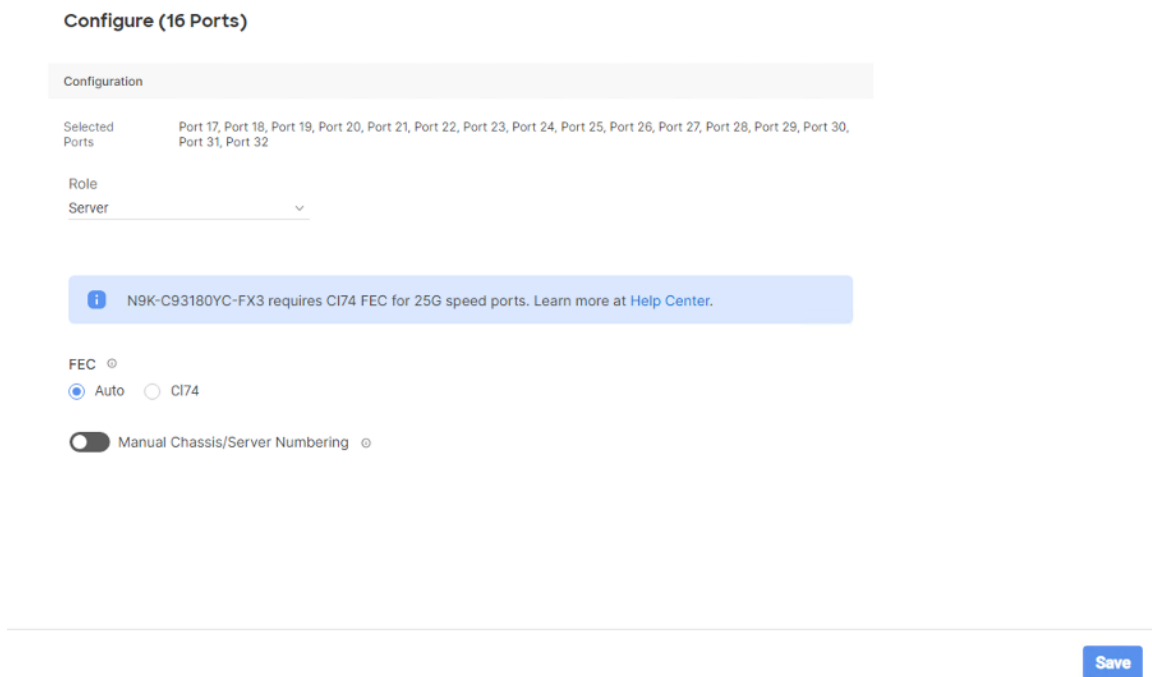 Configure (16 Ports)
Configuration
Selected Ports
Port 17, Port 18, Port 19, Port 20, Port 21, Port 22, Port 23, Port 24, Port 25, Port 26, Port 27, Port 28, Port 29, Port 30,
Port 31, Port 32
Role
Server
N9K-C93180YC-FX3 requires Cl74 FEC for 25G speed ports. Learn more at Help Center.
FEC
Auto Cl74
Manual Chassis/Server Numbering
Save